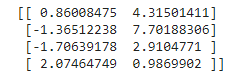 [[ 0.86008475 4.31501411]
[-1.36512238 7.70188306]
[-1.70639178 2.9104771 ]
[ 2.07464749 0.9869902 ]]